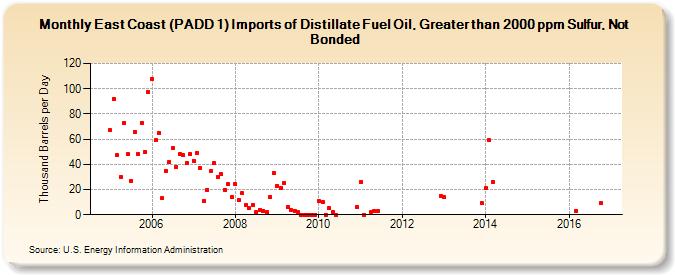 Monthly East Coast (PADD 1) Imports of Distillate Fuel Oil, Greater than 2000 ppm Sulfur, Not
Bonded
Thousand Barrels per Day
120
100
80
60
40
20
0
2006 2008 2010 2012 2014 2016
Source: U.S. Energy Information Administration